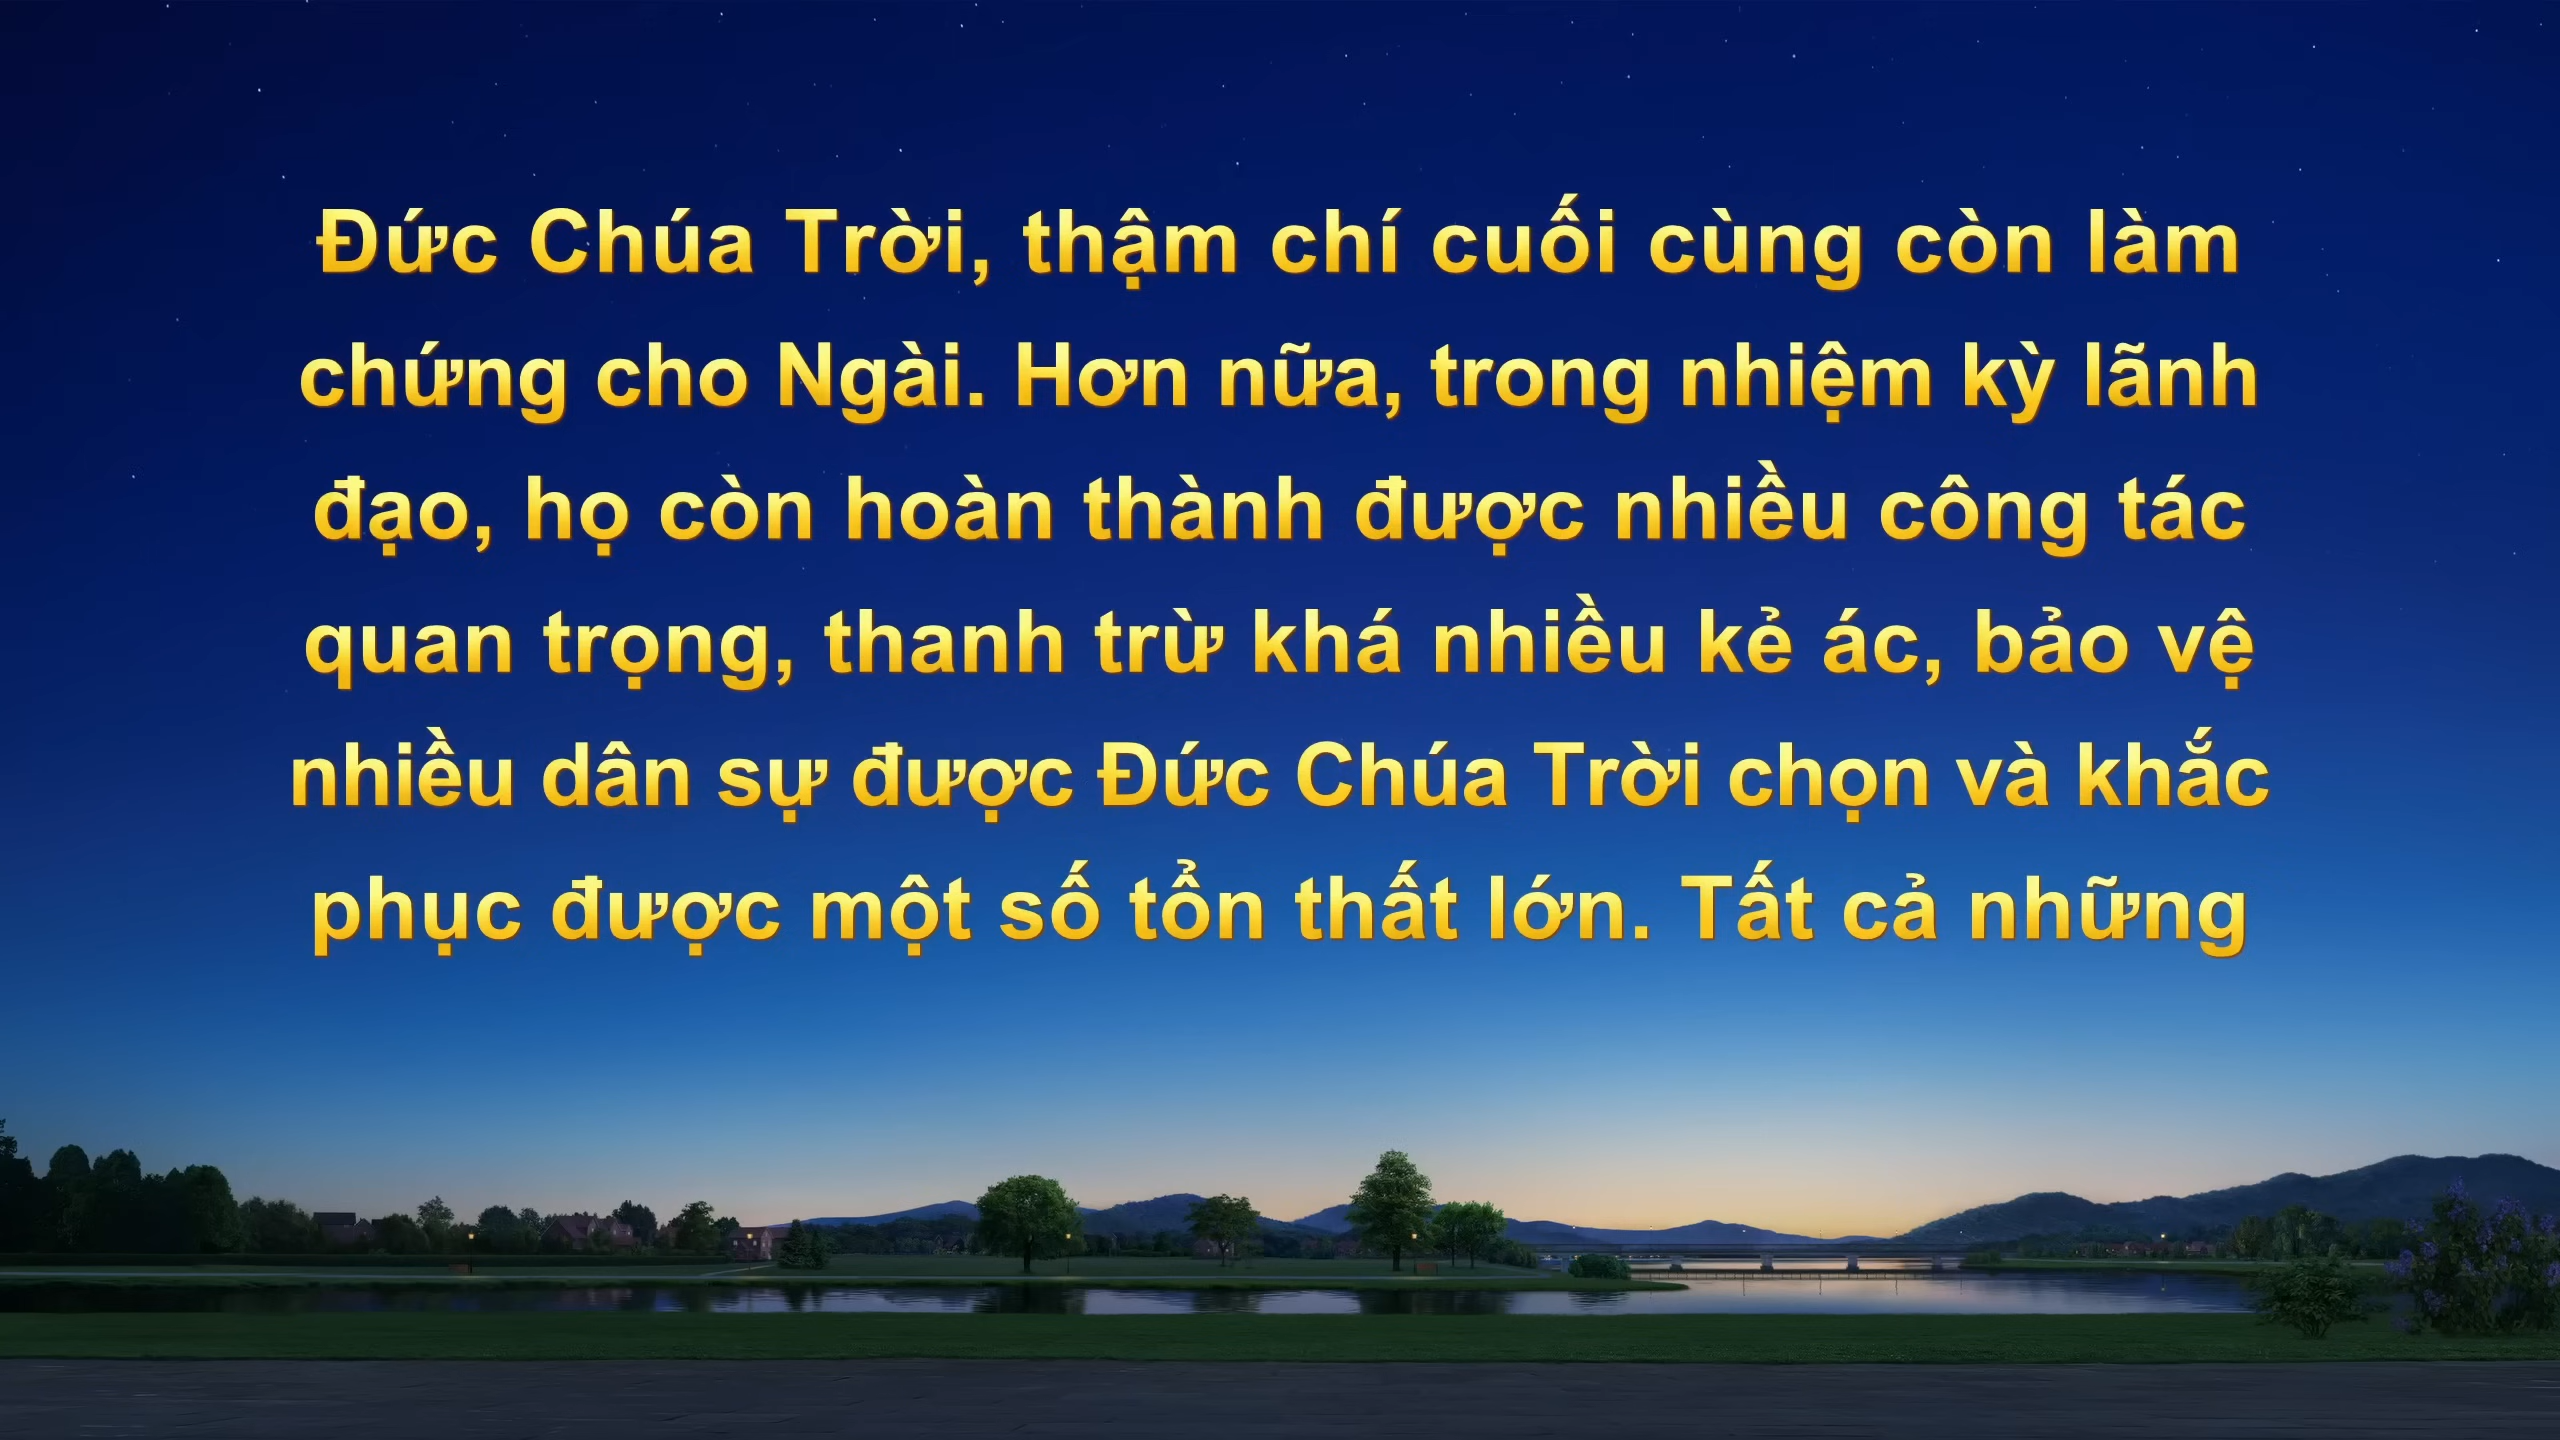 Đức Chúa Trời, thậm chí cuối cùng còn làm
chứng cho Ngài. Hơn nữa, trong nhiệm kỳ lãnh
đạo, họ còn hoàn thành được nhiều công tác
quan trọng, thanh trừ khá nhiều kẻ ác, bảo vệ
nhiều dân sự được Đức Chúa Trời chọn và khắc
phục được một số tổn thất lớn. Tất cả những